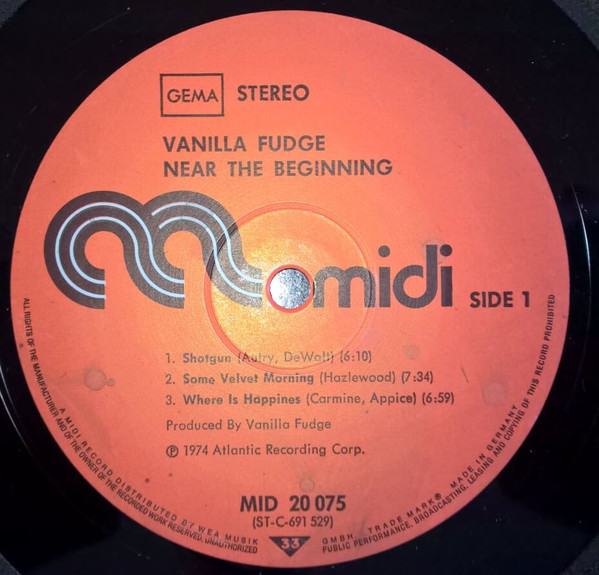 GEMA STEREO
VANILLA FUDGE
NEAR THE BEGINNING
midi
SIDE 1
1. Shotgun (Autry, DeWolt) (6:10)
2. Some Velvet Morning (Hazlewood) (7:34)
3. Where Is Happines (Carmine, Appice) (6:59)
Produced By Vanilla Fudge
℗ 1974 Atlantic Recording Corp.
MID 20 075
(ST-C-691 529)
33
ALL RIGHTS OF THE MANUFACTURER AND OF THE OWNER OF THE RECORDED WORK RESERVED. UNAUTHORIZED PUBLIC PERFORMANCE, BROADCASTING, LEASING AND COPYING OF THIS RECORD PROHIBITED
A MIDI RECORD DISTRIBUTED BY WEA MUSIK GMBH. TRADE MARK® MADE IN GERMANY